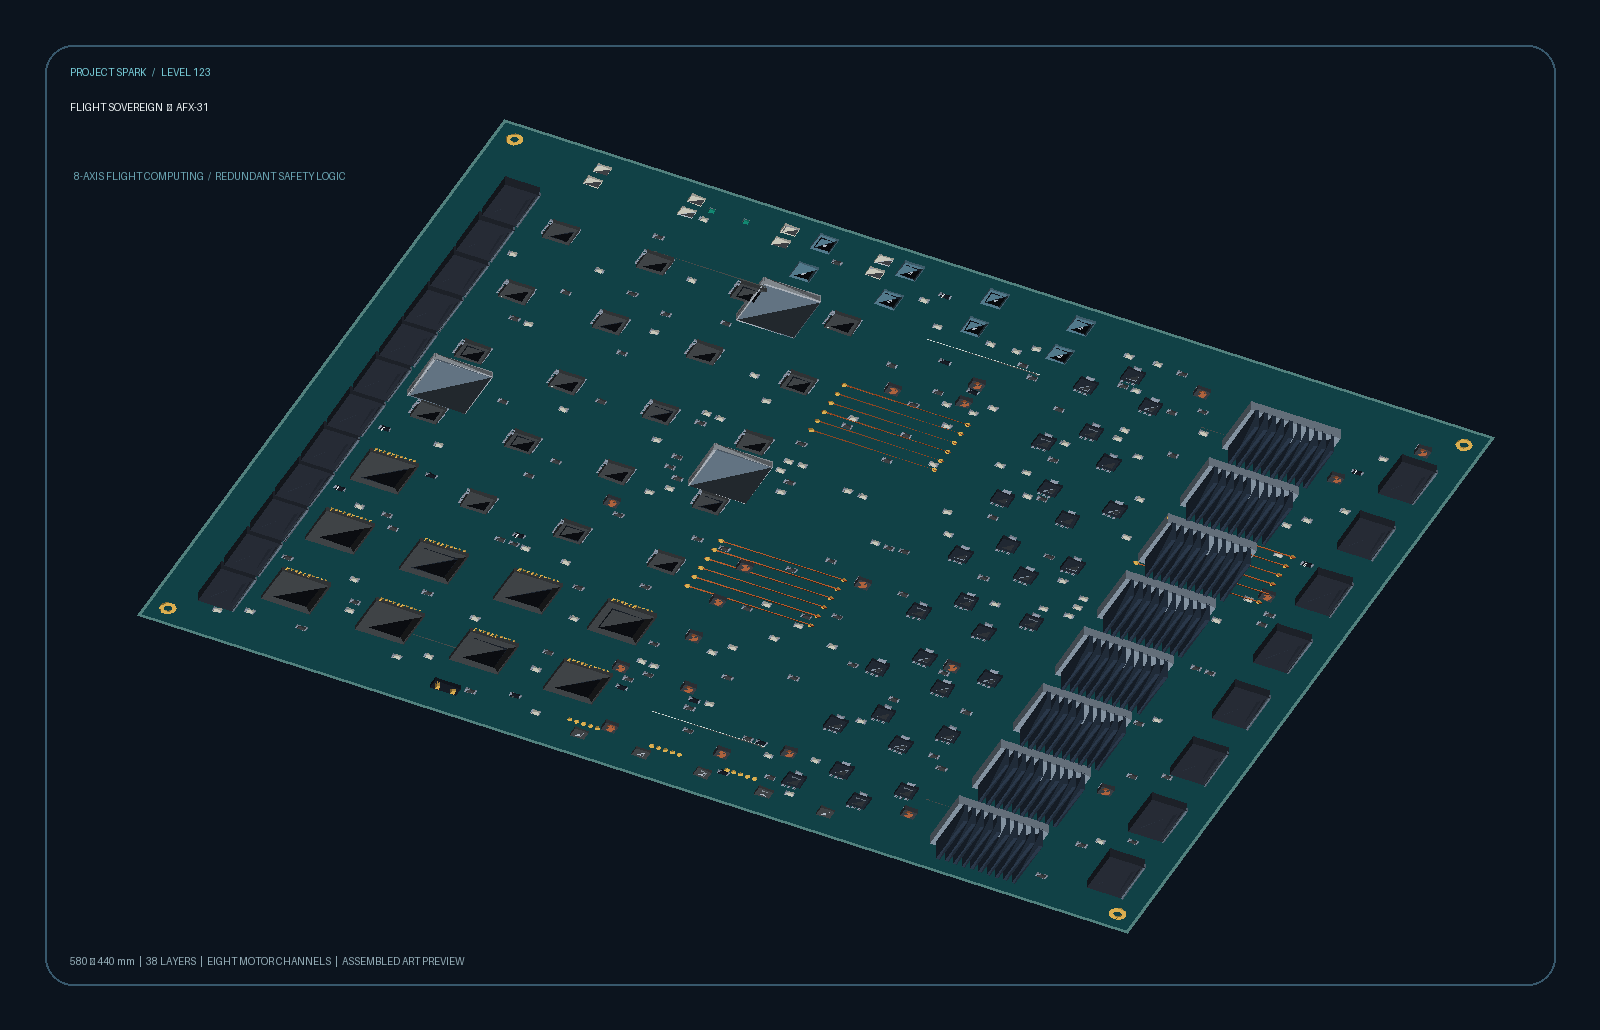 PROJECT SPARK / LEVEL 123
FLIGHT SOVEREIGN ▯ AFX-31
8-AXIS FLIGHT COMPUTING / REDUNDANT SAFETY LOGIC
580 ▯ 440 mm | 38 LAYERS | EIGHT MOTOR CHANNELS | ASSEMBLED ART PREVIEW